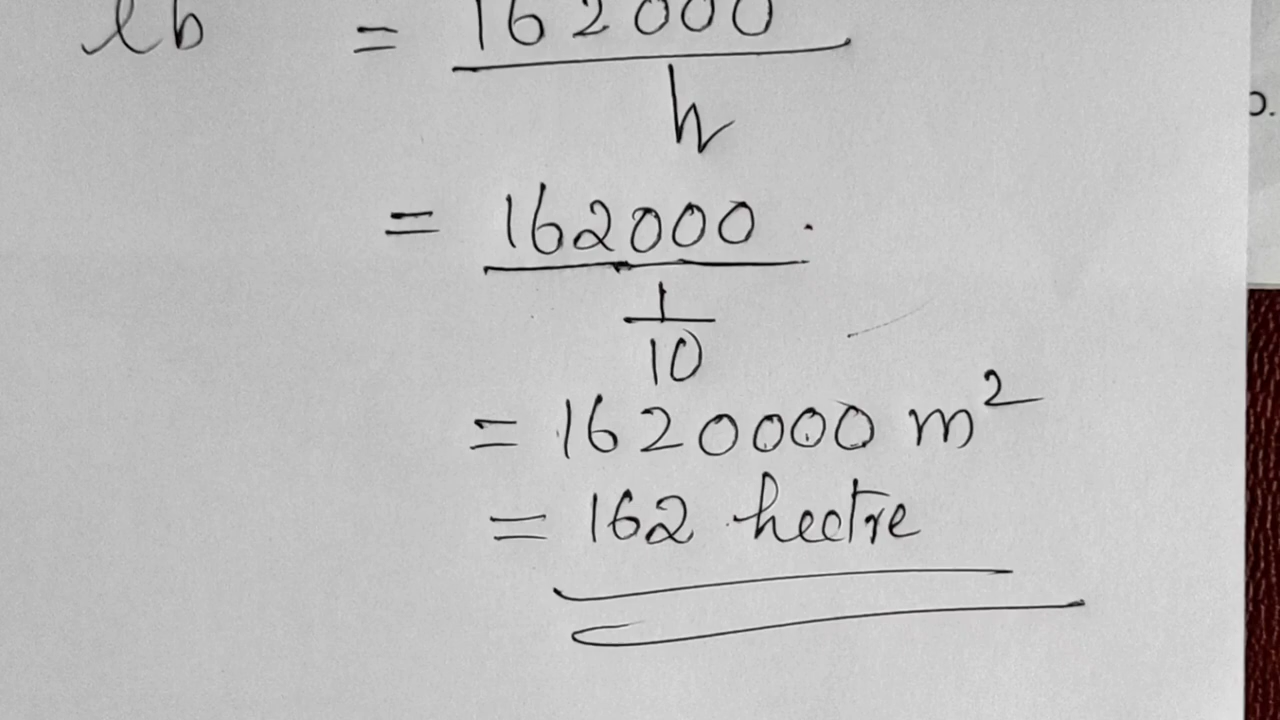 lb = 162000
h
= 162000 .
1
10
= 1620000 m²
= 162 hectre